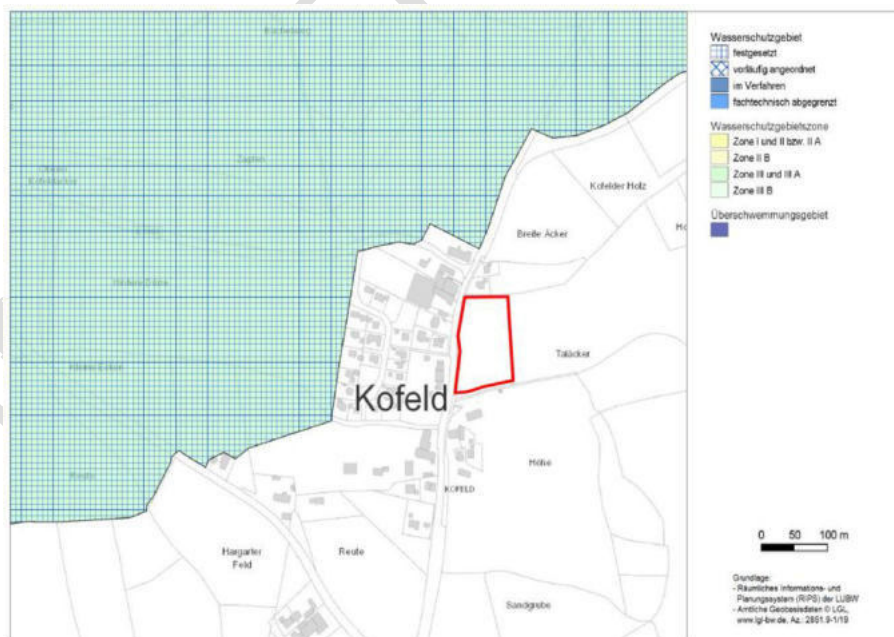 Zapfen
Kofelder Holz
Breite Äcker
Taläcker
Kofeld
Höhe
KOFELD
Reute
Hargarter
Feld
Reute
Sandgrube
Wasserschutzgebiet
festgesetzt
vorläufig angeordnet
im Verfahren
fachtechnisch abgegrenzt
Wasserschutzgebietszone
Zone I und II bzw. II A
Zone II B
Zone III und III A
Zone III B
Überschwemmungsgebiet
0 50 100 m
Grundlage:
- Räumliches Informations- und
Planungssystem (RIPS) der LUBW
- Amtliche Geobasisdaten © LGL,
www.lgl-bw.de, Az.: 2851.9-1/19